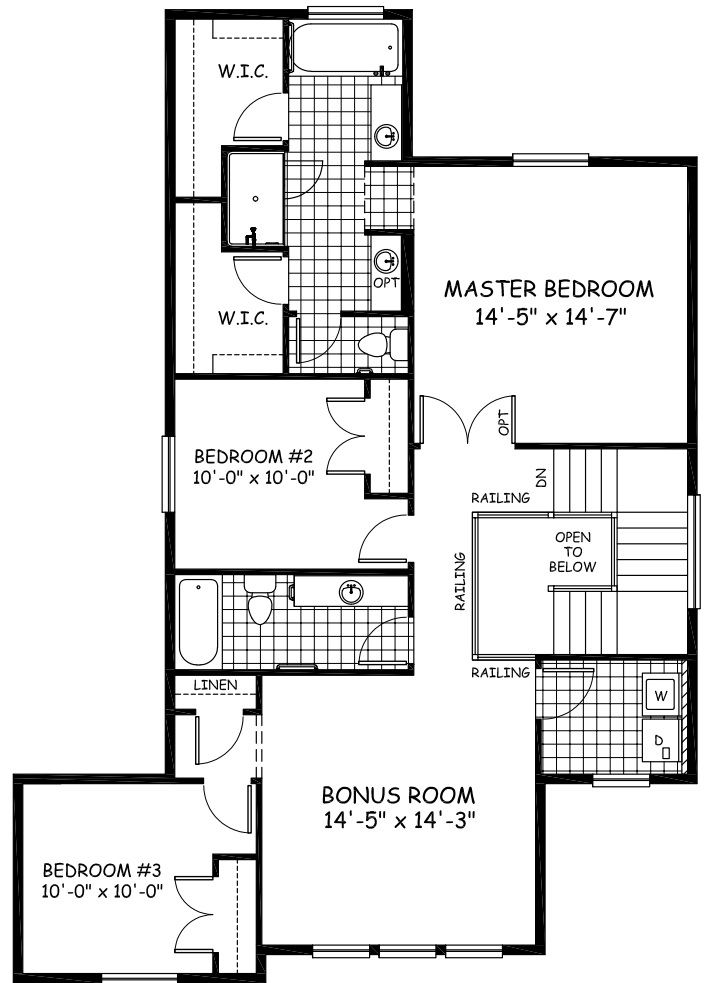 W.I.C.
OPT
W.I.C.
MASTER BEDROOM
14'-5" x 14'-7"
OPT
BEDROOM #2
10'-0" x 10'-0"
RAILING
DN
OPEN
TO
BELOW
RAILING
RAILING
LINEN
W
D
BONUS ROOM
14'-5" x 14'-3"
BEDROOM #3
10'-0" x 10'-0"